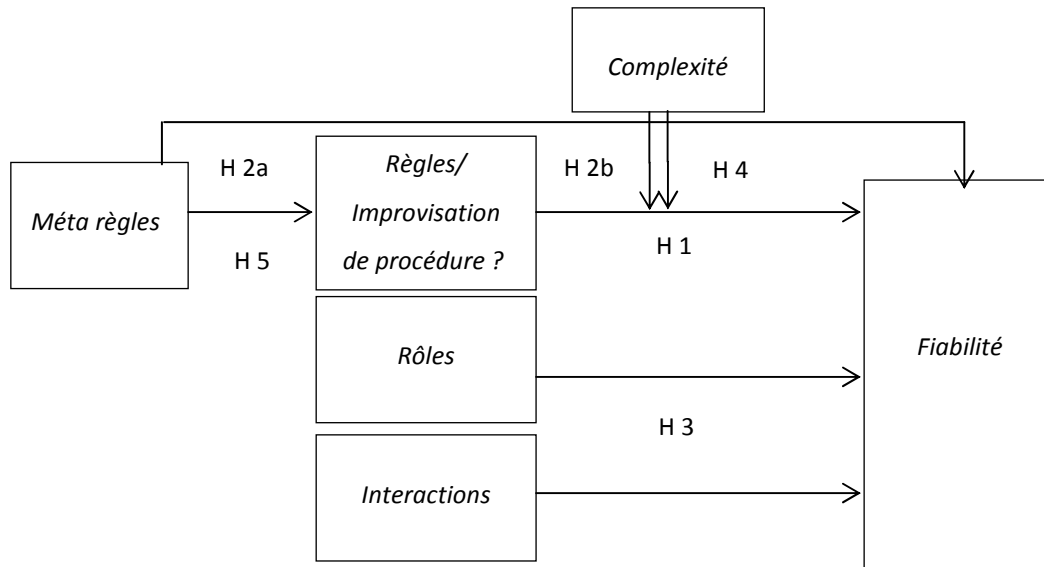 Complexité
H 2a
Règles/
H 2b
H 4
Méta règles
Improvisation
de procédure ?
H 5
H 1
Rôles
Fiabilité
H 3
Interactions